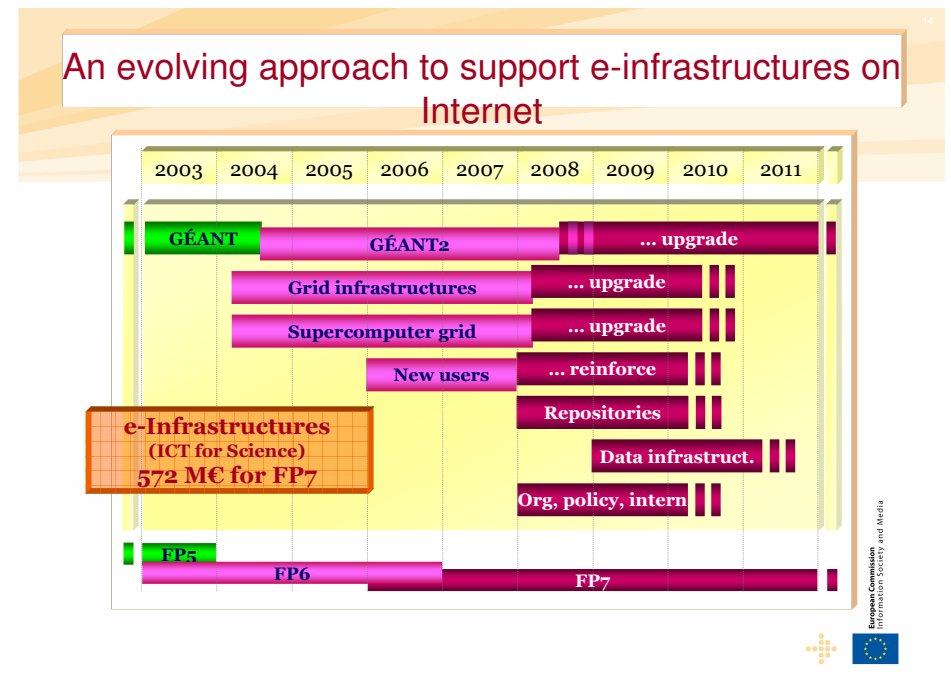 14
An evolving approach to support e-infrastructures on
Internet
2003 2004 2005 2006 2007 2008 2009 2010 2011
GÉANT GÉANT2 ... upgrade
Grid infrastructures ... upgrade
Supercomputer grid ... upgrade
New users ... reinforce
Repositories
e-Infrastructures
(ICT for Science)
572 M€ for FP7
Data infrastruct.
Org, policy, intern
FP5
FP6
FP7
European Commission
Information Society and Media